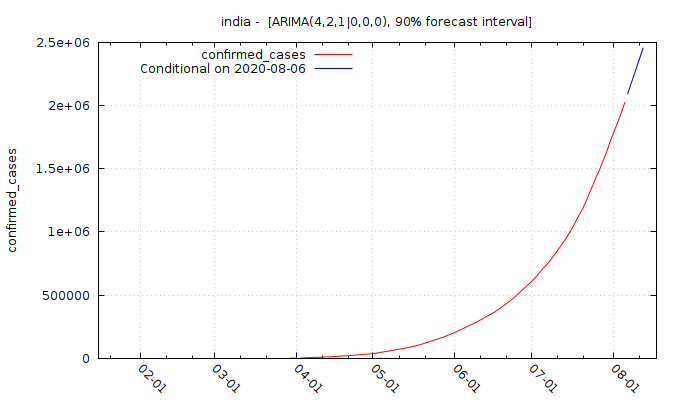 india -  [ARIMA(4,2,1|0,0,0), 90% forecast interval]
confirmed_cases
Conditional on 2020-08-06
2.5e+06
2e+06
1.5e+06
1e+06
500000
0
confirmed_cases
02-01
03-01
04-01
05-01
06-01
07-01
08-01